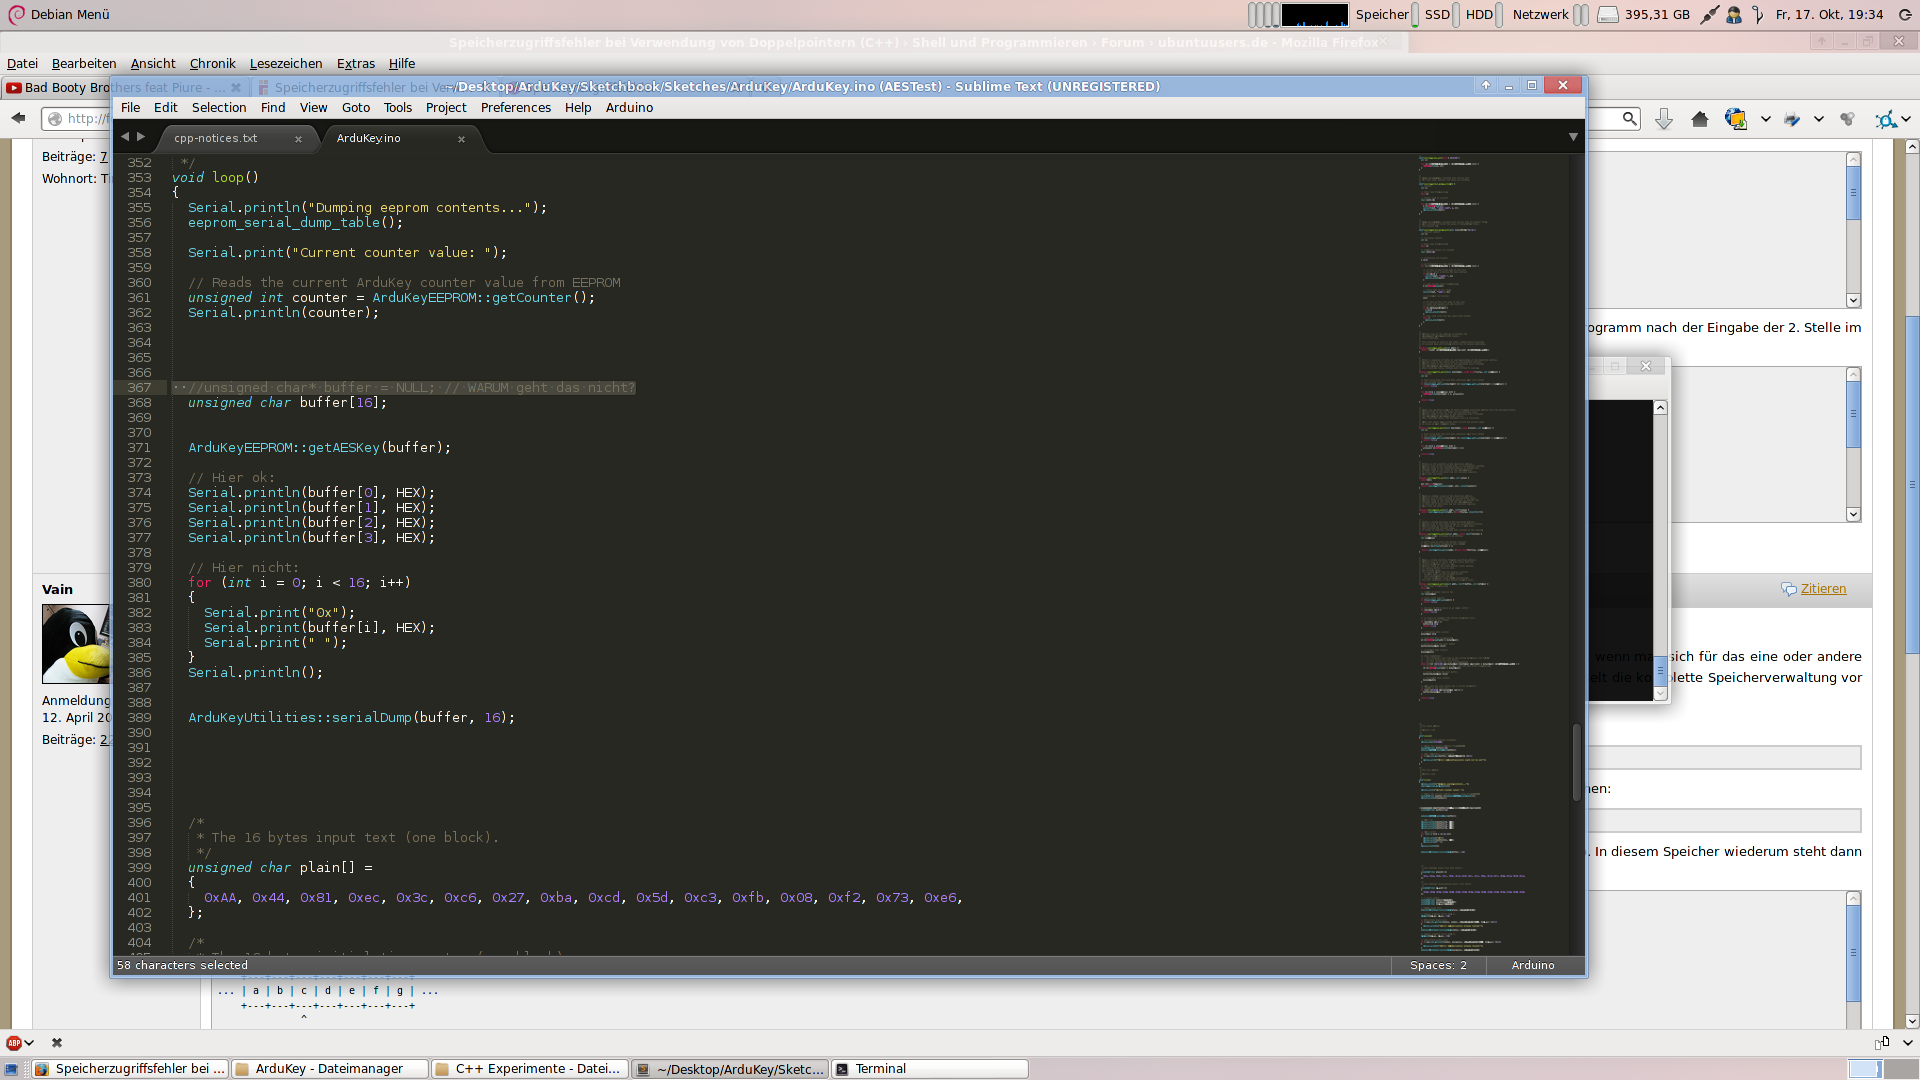 Debian Menü
Speicher SSD HDD Netzwerk 395,31 GB Fr, 17. Okt, 19:34
Speicherzugriffsfehler bei Verwendung von Doppelpointern (C++) › Shell und Programmieren › Forum › ubuntuusers.de - Mozilla Firefox
Datei Bearbeiten Ansicht Chronik Lesezeichen Extras Hilfe
Bad Booty Brothers feat Piure - ...
~/Desktop/ArduKey/Sketchbook/Sketches/ArduKey/ArduKey.ino (AESTest) - Sublime Text (UNREGISTERED)
File Edit Selection Find View Goto Tools Project Preferences Help Arduino
cpp-notices.txt ArduKey.ino
352 */
353 void loop()
354 {
355 Serial.println("Dumping eeprom contents...");
356 eeprom_serial_dump_table();
357
358 Serial.print("Current counter value: ");
359
360 // Reads the current ArduKey counter value from EEPROM
361 unsigned int counter = ArduKeyEEPROM::getCounter();
362 Serial.println(counter);
363
364
365
366
367 //unsigned char* buffer = NULL; // WARUM geht das nicht?
368 unsigned char buffer[16];
369
370
371 ArduKeyEEPROM::getAESKey(buffer);
372
373 // Hier ok:
374 Serial.println(buffer[0], HEX);
375 Serial.println(buffer[1], HEX);
376 Serial.println(buffer[2], HEX);
377 Serial.println(buffer[3], HEX);
378
379 // Hier nicht:
380 for (int i = 0; i < 16; i++)
381 {
382 Serial.print("0x");
383 Serial.print(buffer[i], HEX);
384 Serial.print(" ");
385 }
386 Serial.println();
387
388
389 ArduKeyUtilities::serialDump(buffer, 16);
390
391
392
393
394
395
396 /*
397 * The 16 bytes input text (one block).
398 */
399 unsigned char plain[] =
400 {
401 0xAA, 0x44, 0x81, 0xec, 0x3c, 0xc6, 0x27, 0xba, 0xcd, 0x5d, 0xc3, 0xfb, 0x08, 0xf2, 0x73, 0xe6,
402 };
403
404 /*
58 characters selected Spaces: 2 Arduino
http://f
Beiträge: 7
Wohnort:
Vain
Anmeldung
12. April
Beiträge:
ogramm nach der Eingabe der 2. Stelle im
Zitieren
sich für das eine oder andere
Speicherverwaltung vor
en:
. In diesem Speicher wiederum steht dann
... | a | b | c | d | e | f | g | ...
+---+---+---+---+---+---+---+
^
ABP
Speicherzugriffsfehler bei ... ArduKey - Dateimanager C++ Experimente - Datei... ~/Desktop/ArduKey/Sketc... Terminal